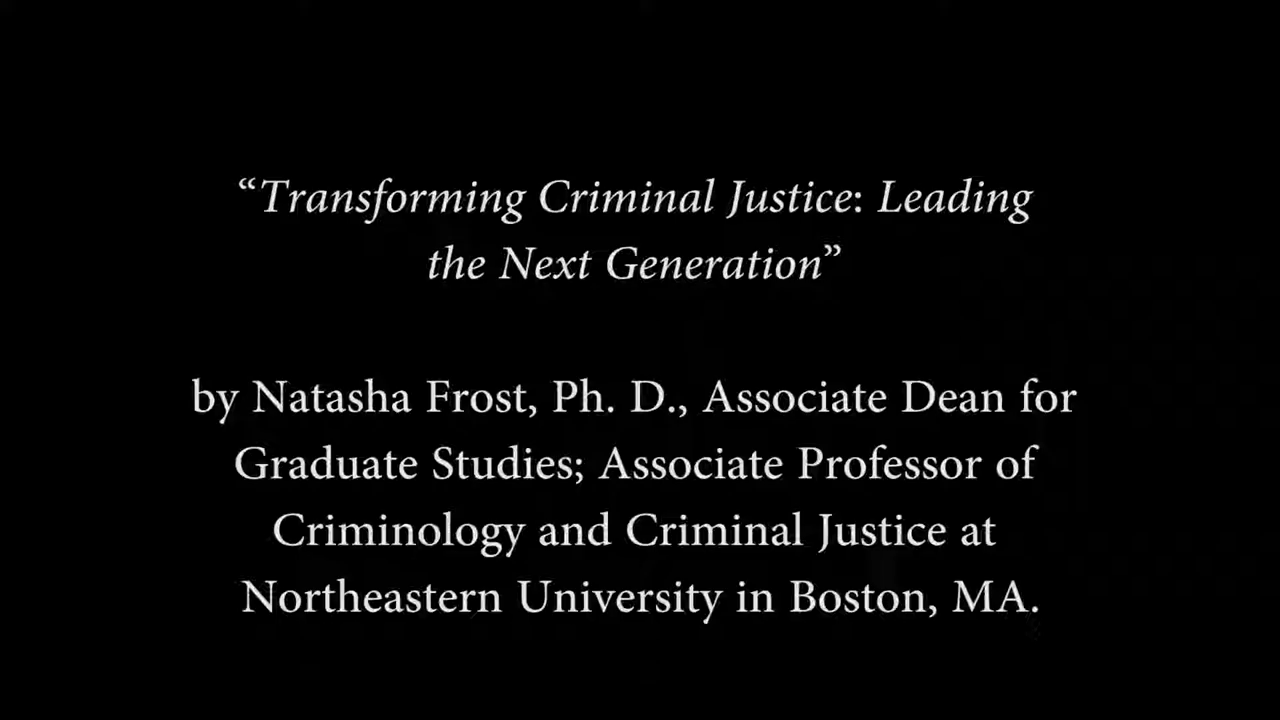 “Transforming Criminal Justice: Leading
the Next Generation”
by Natasha Frost, Ph. D., Associate Dean for
Graduate Studies; Associate Professor of
Criminology and Criminal Justice at
Northeastern University in Boston, MA.